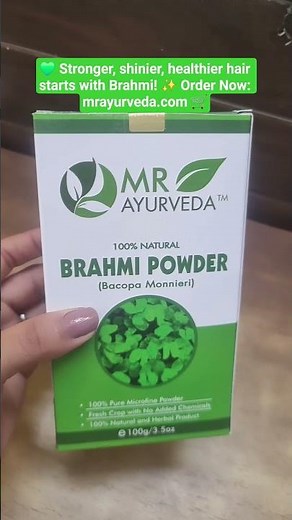 💚 Stronger, shinier, healthier hair
starts with Brahmi! ✨ Order Now:
mrayurveda.com 🛒
MR
AYURVEDA™
100% NATURAL
BRAHMI POWDER
(Bacopa Monnieri)
• 100% Pure Microfine Powder
• Fresh Crop with No Added Chemicals
• 100% Natural and Herbal Product
℮ 100g/3.5oz